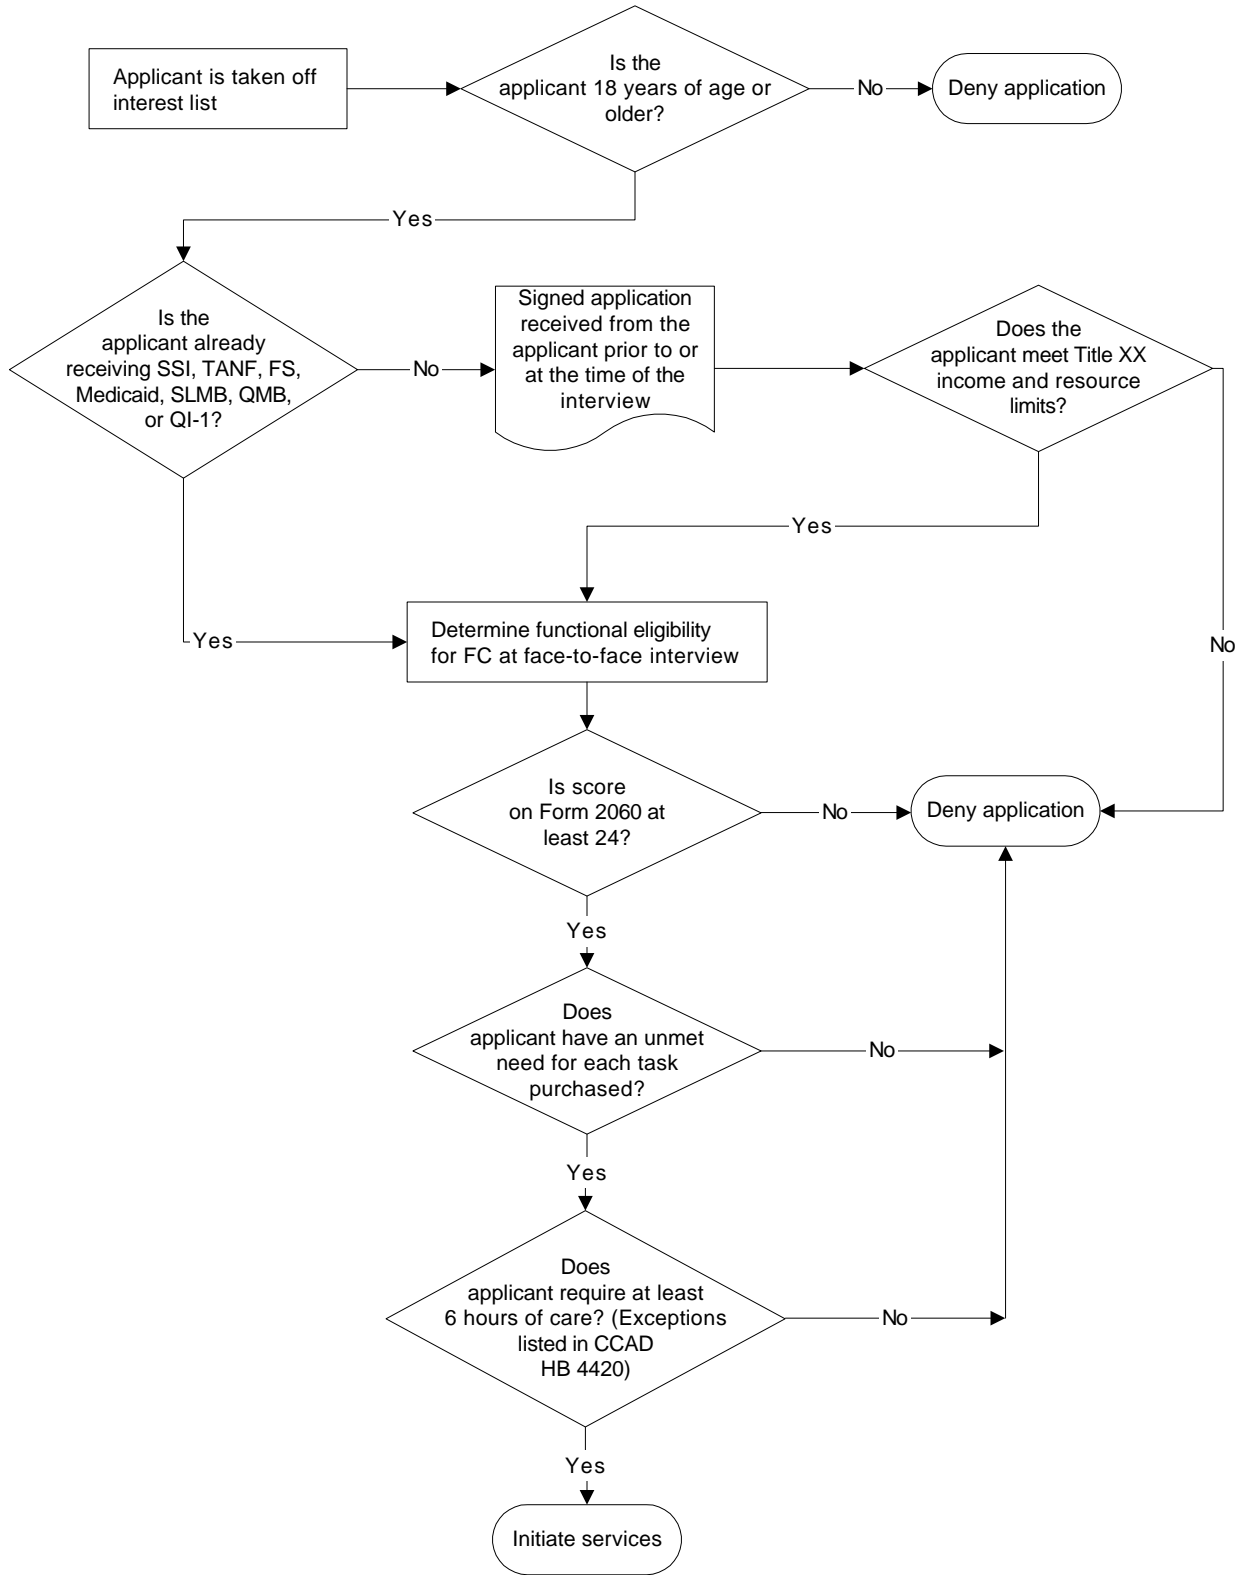 Applicant is taken off
interest list
Is the
applicant 18 years of age or
older?
No
Deny application
Yes
Is the
applicant already
receiving SSI, TANF, FS,
Medicaid, SLMB, QMB,
or QI-1?
No
Signed application
received from the
applicant prior to or
at the time of the
interview
Does the
applicant meet Title XX
income and resource
limits?
Yes
No
Yes
Determine functional eligibility
for FC at face-to-face interview
Is score
on Form 2060 at
least 24?
No
Deny application
Yes
Does
applicant have an unmet
need for each task
purchased?
No
Yes
Does
applicant require at least
6 hours of care? (Exceptions
listed in CCAD
HB 4420)
No
Yes
Initiate services